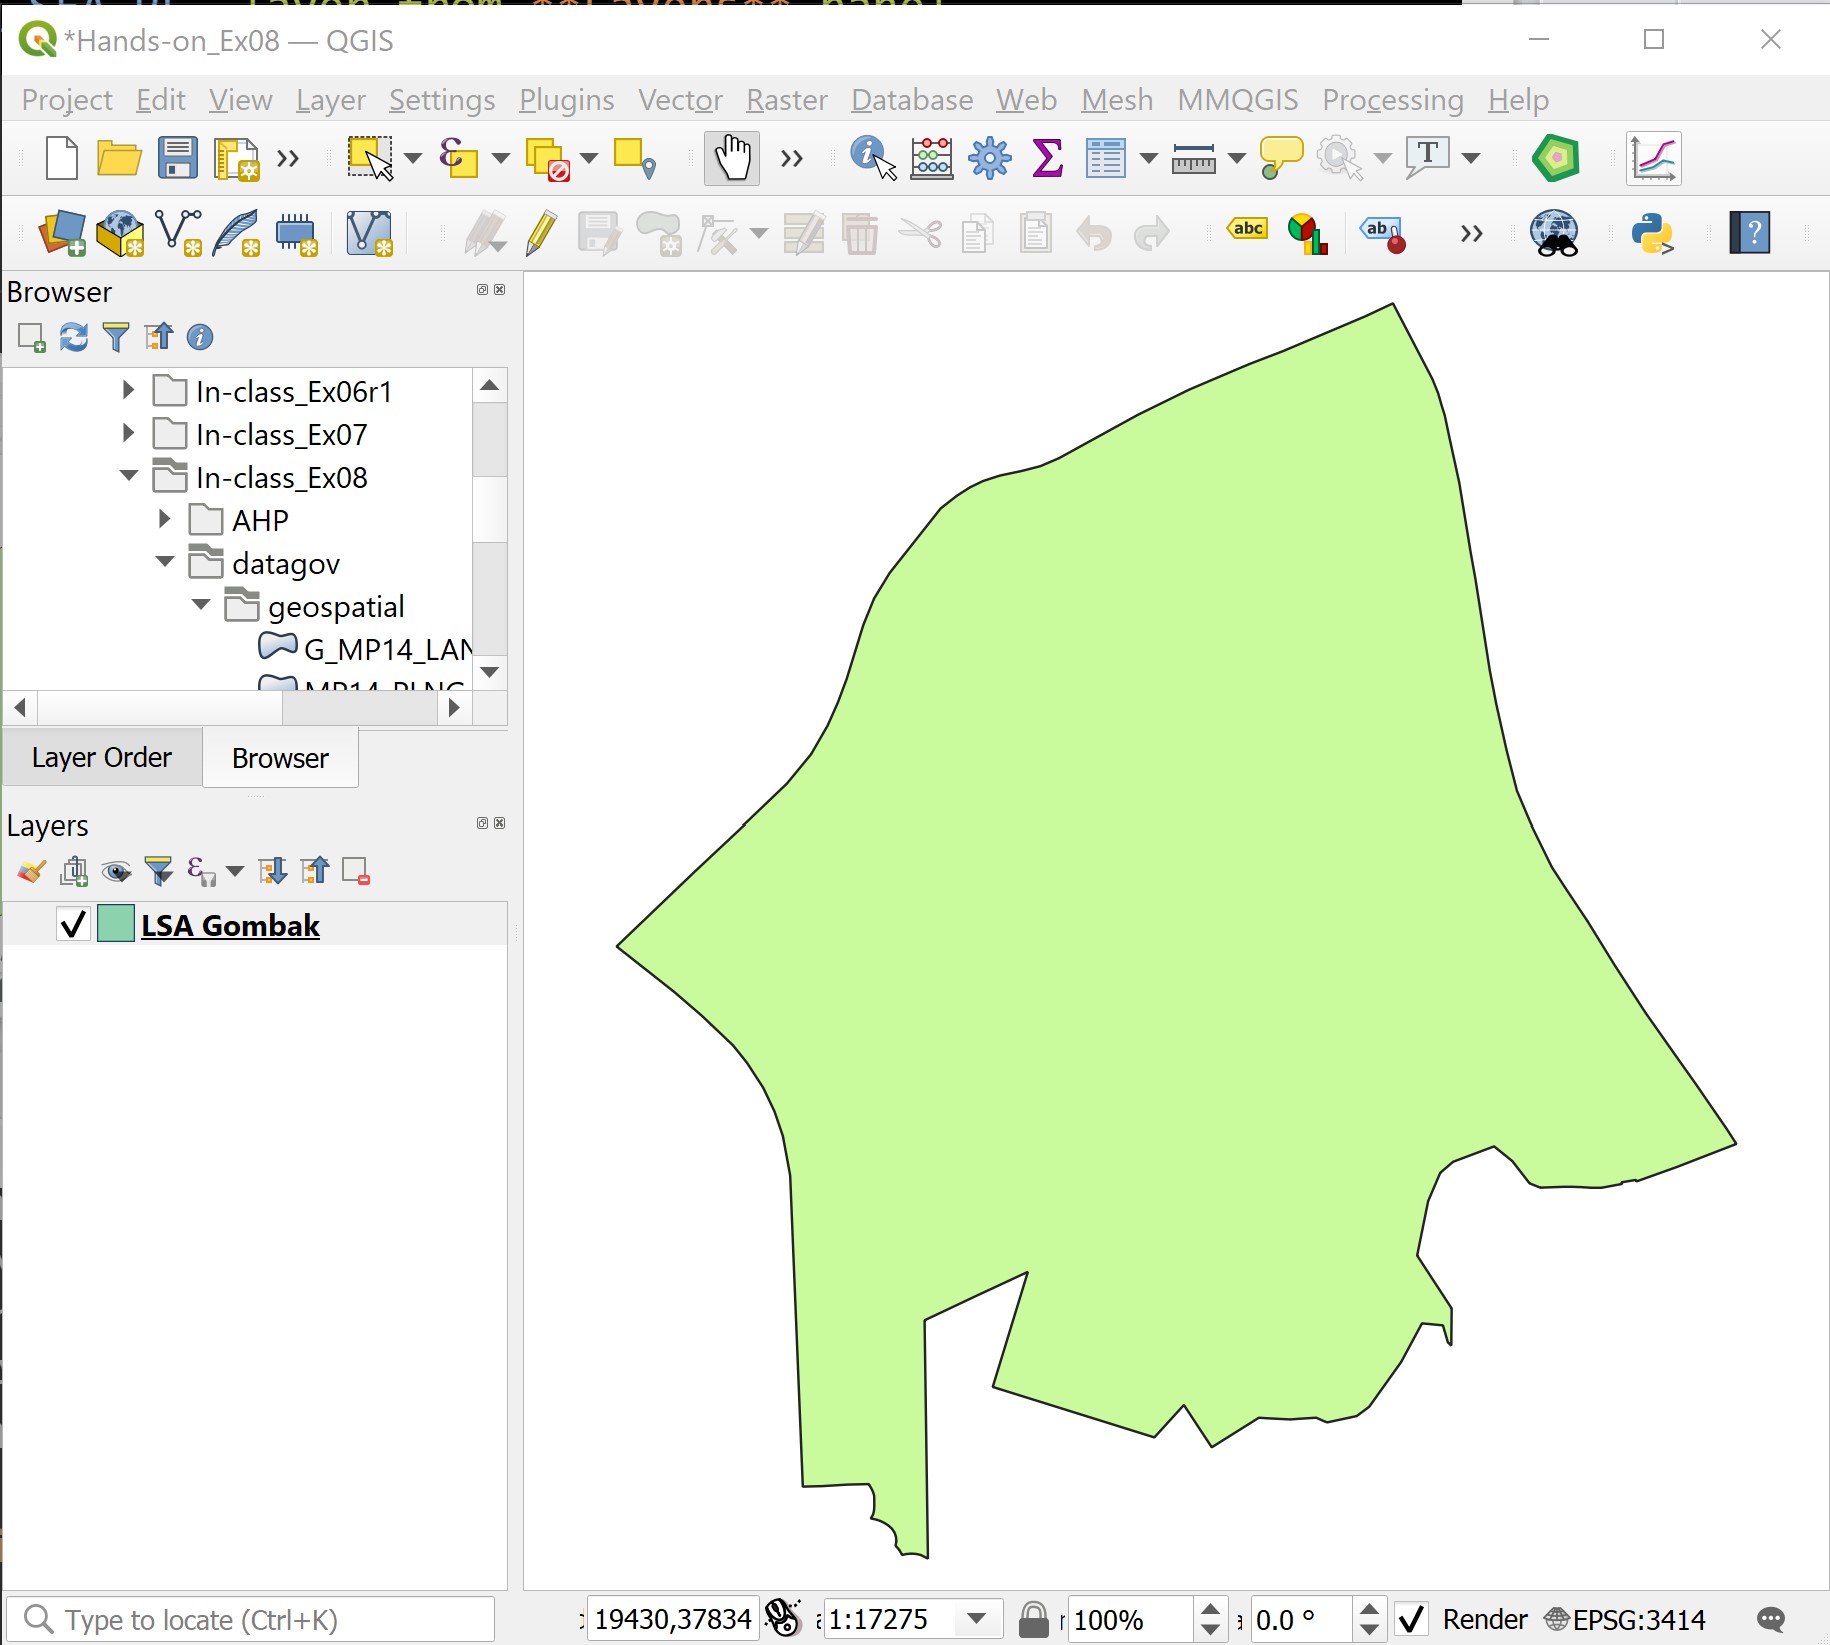 *Hands-on_Ex08 — QGIS
Project Edit View Layer Settings Plugins Vector Raster Database Web Mesh MMQGIS Processing Help
Browser
In-class_Ex06r1
In-class_Ex07
In-class_Ex08
AHP
datagov
geospatial
G_MP14_LAN
MP14_PLNG
Layer Order Browser
Layers
LSA Gombak
Type to locate (Ctrl+K) 19430,37834 1:17275 100% 0.0 ° Render EPSG:3414